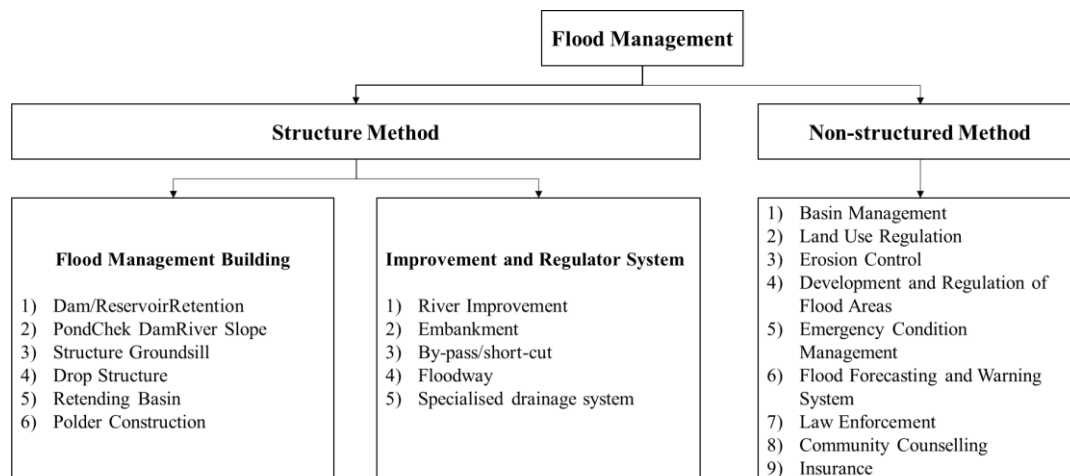 Flood Management
Structure Method
Non-structured Method
Flood Management Building
1) Dam/ReservoirRetention
2) PondChek DamRiver Slope
3) Structure Groundsill
4) Drop Structure
5) Retending Basin
6) Polder Construction
Improvement and Regulator System
1) River Improvement
2) Embankment
3) By-pass/short-cut
4) Floodway
5) Specialised drainage system
1) Basin Management
2) Land Use Regulation
3) Erosion Control
4) Development and Regulation of
Flood Areas
5) Emergency Condition
Management
6) Flood Forecasting and Warning
System
7) Law Enforcement
8) Community Counselling
9) Insurance